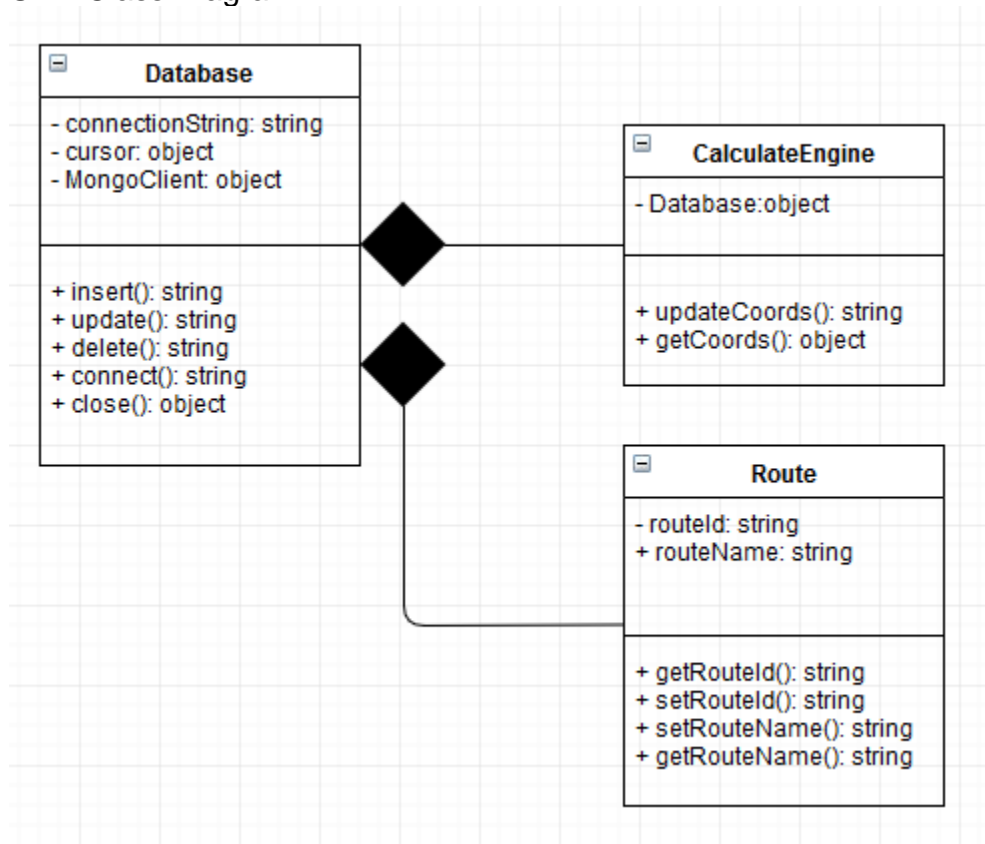 Database
- connectionString: string
- cursor: object
- MongoClient: object
+ insert(): string
+ update(): string
+ delete(): string
+ connect(): string
+ close(): object
CalculateEngine
- Database:object
+ updateCoords(): string
+ getCoords(): object
Route
- routeId: string
+ routeName: string
+ getRouteId(): string
+ setRouteId(): string
+ setRouteName(): string
+ getRouteName(): string